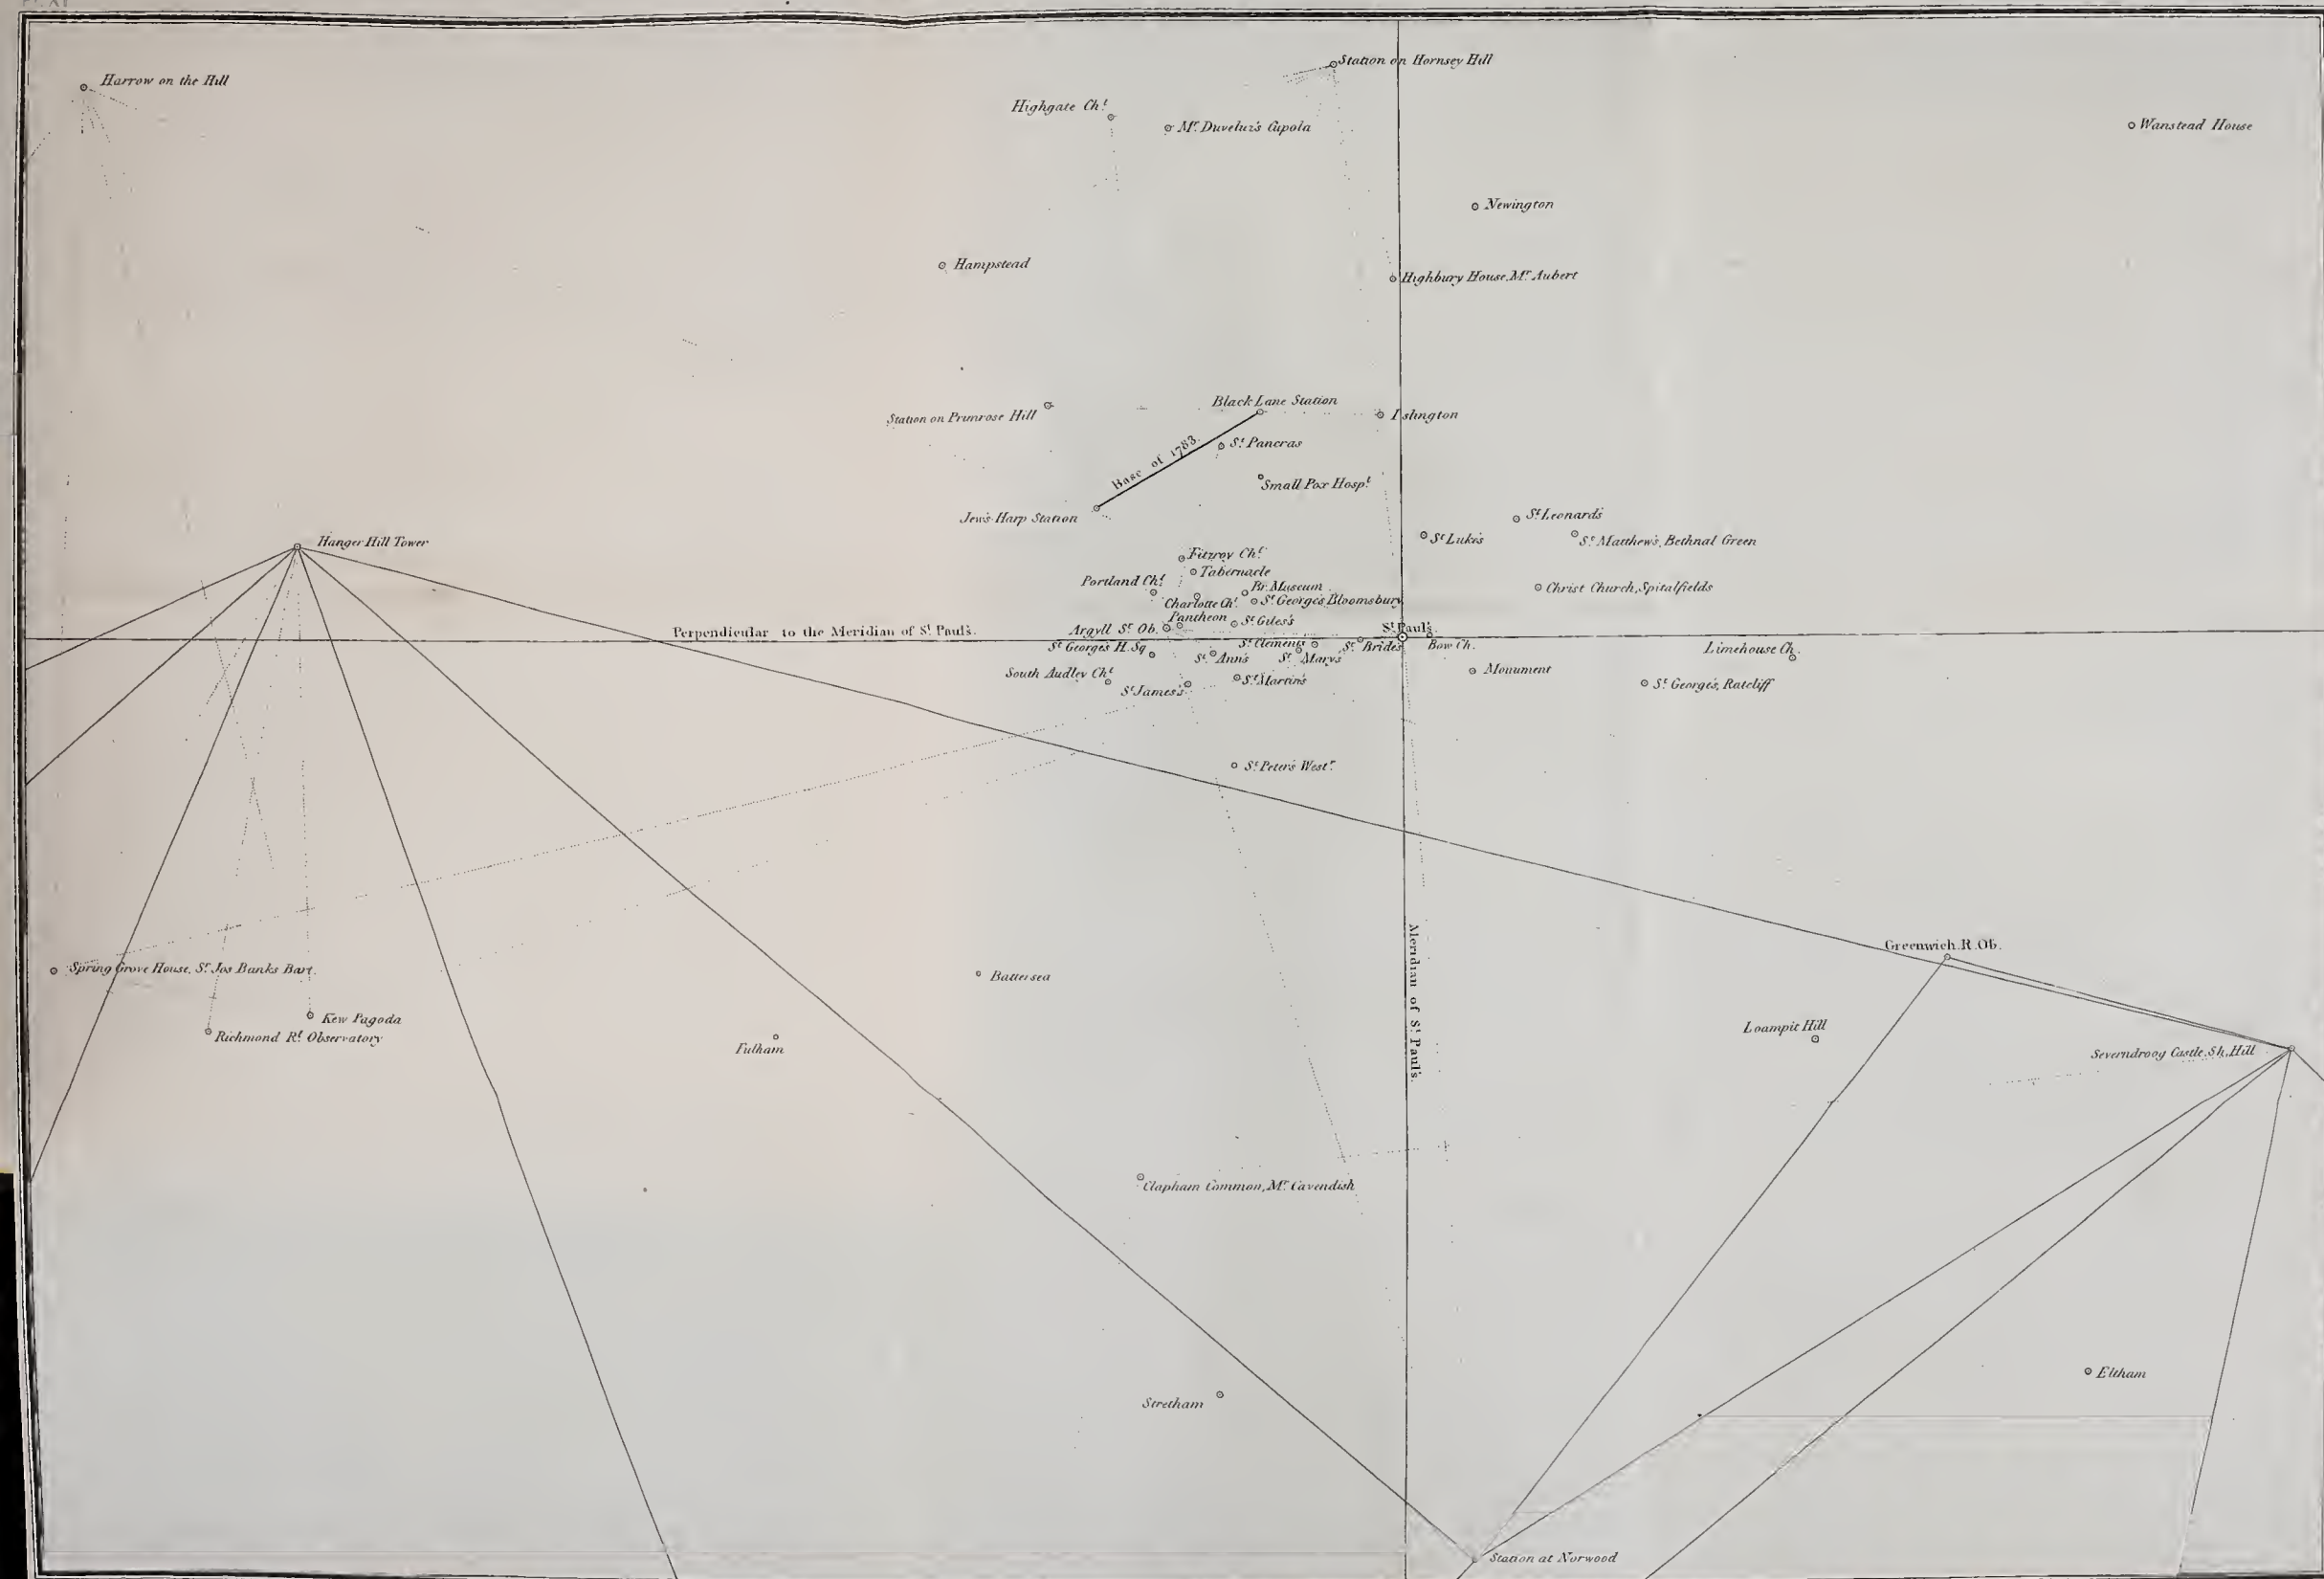 Station on Hornsey Hill
Harrow on the Hill
Highgate Ch.t
Mr. Duveluz's Cupola
Wanstead House
Newington
Hampstead
Highbury House, Mr. Aubert
Station on Primrose Hill
Black Lane Station
Islington
Base of 1783.
St. Pancras
Small Pox Hosp.t
Jew's Harp Station
St. Leonard's
St. Luke's
St. Matthew's, Bethnal Green
Hanger Hill Tower
Fitzroy Ch.t
Tabernacle
Portland Ch.t
Br. Museum
Charlotte Ch.t
St. George's Bloomsbury
Christ Church, Spitalfields
Pantheon
St. Giles's
Argyll St. Ob.
Perpendicular to the Meridian of St. Paul's.
St. Paul's
St. George's H. Sq
St. Clement's
St. Bride's
Bow Ch.
Limehouse Ch.
St. Ann's
St. Mary's
South Audley Ch.t
St. James's
St. Martin's
Monument
St. George's, Ratcliff
St. Peter's West.r
Meridian of St. Paul's.
Greenwich R. Ob.
Spring Grove House, Sr. Jos Banks Bart.
Battersea
Kew Pagoda
Richmond R.l Observatory
Fulham
Loampit Hill
Severndroog Castle, Sh. Hill
Clapham Common, Mr. Cavendish
Eltham
Stretham
Station at Norwood